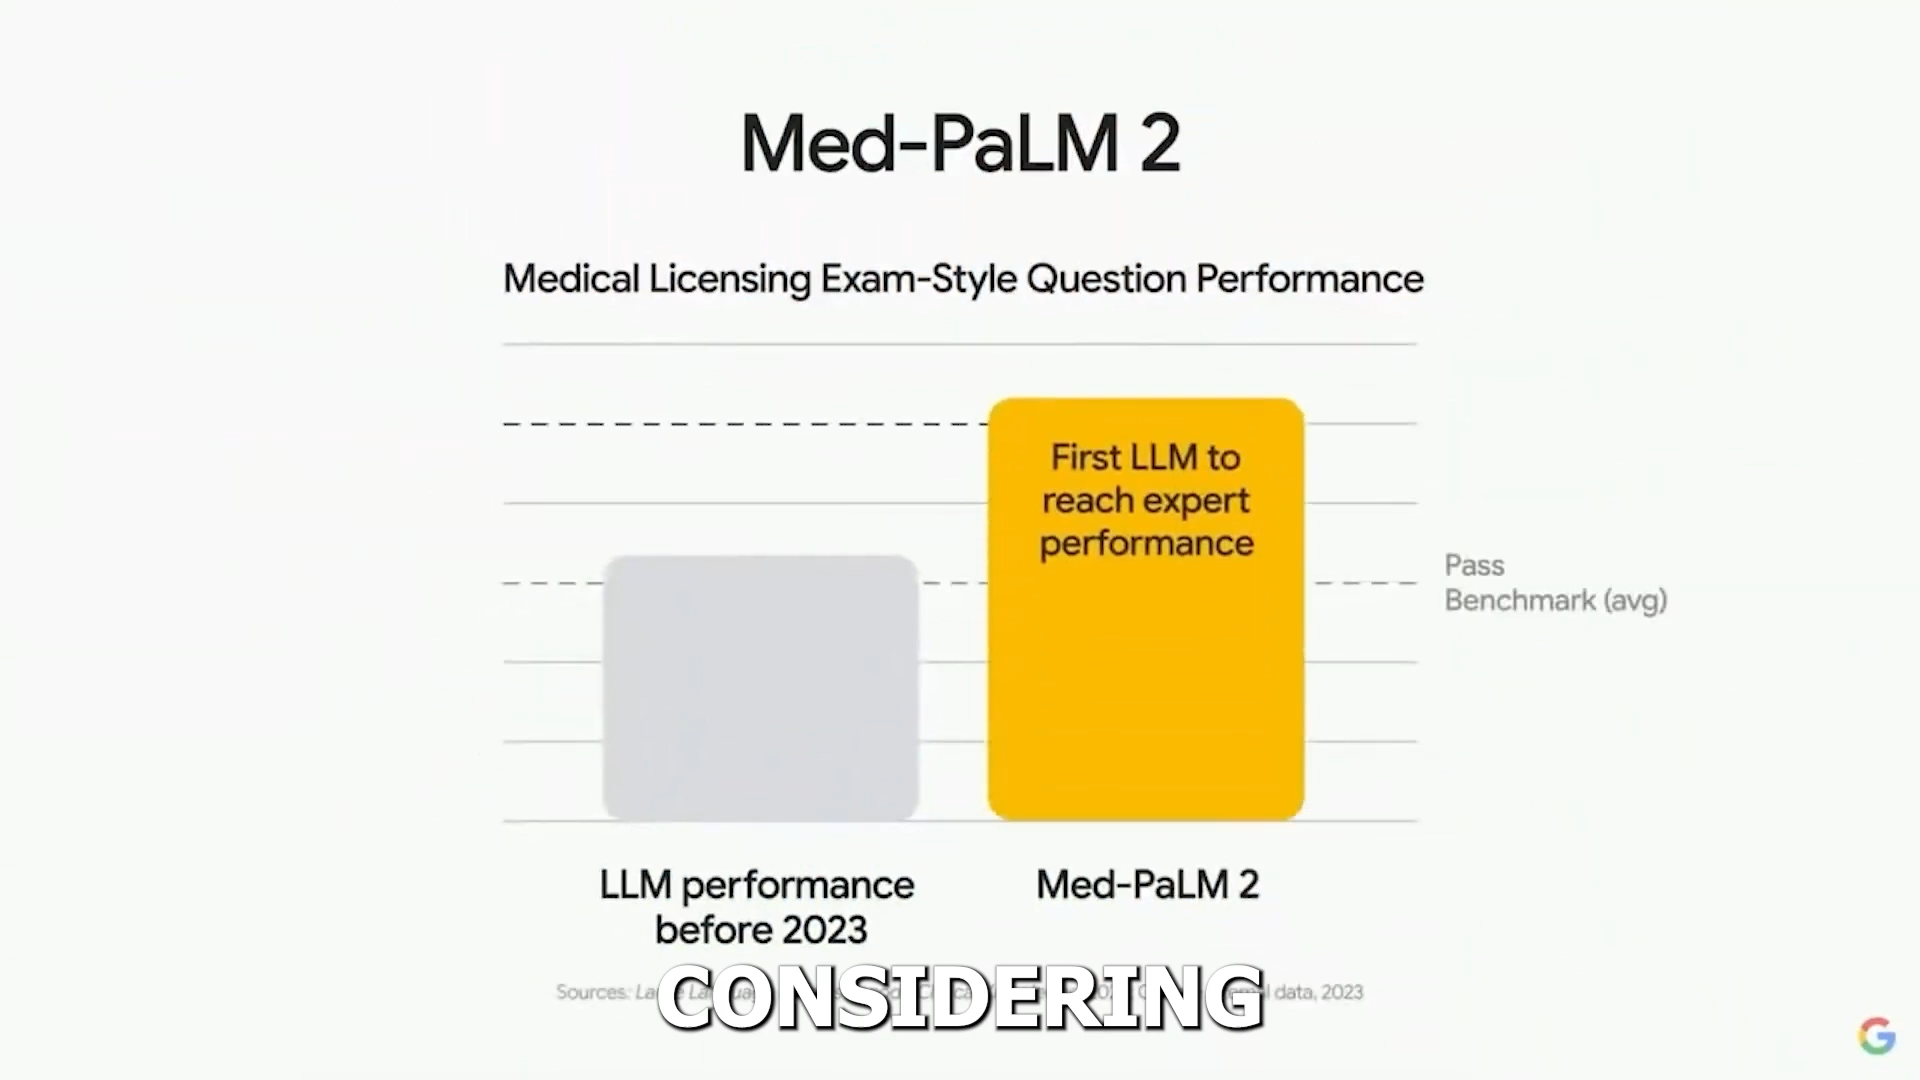 Med-PaLM 2
Medical Licensing Exam-Style Question Performance
First LLM to
reach expert
performance
Pass
Benchmark (avg)
LLM performance
before 2023
Med-PaLM 2
CONSIDERING
Sources: data, 2023